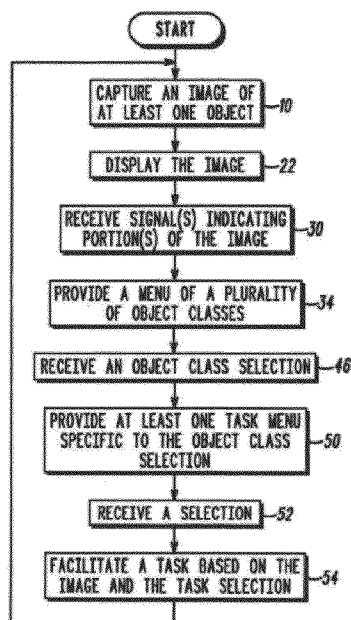 START
CAPTURE AN IMAGE OF
AT LEAST ONE OBJECT
10
DISPLAY THE IMAGE
22
RECEIVE SIGNAL(S) INDICATING
PORTION(S) OF THE IMAGE
30
PROVIDE A MENU OF A PLURALITY
OF OBJECT CLASSES
34
RECEIVE AN OBJECT CLASS SELECTION
46
PROVIDE AT LEAST ONE TASK MENU
SPECIFIC TO THE OBJECT CLASS
SELECTION
50
RECEIVE A SELECTION
52
FACILITATE A TASK BASED ON THE
IMAGE AND THE TASK SELECTION
54